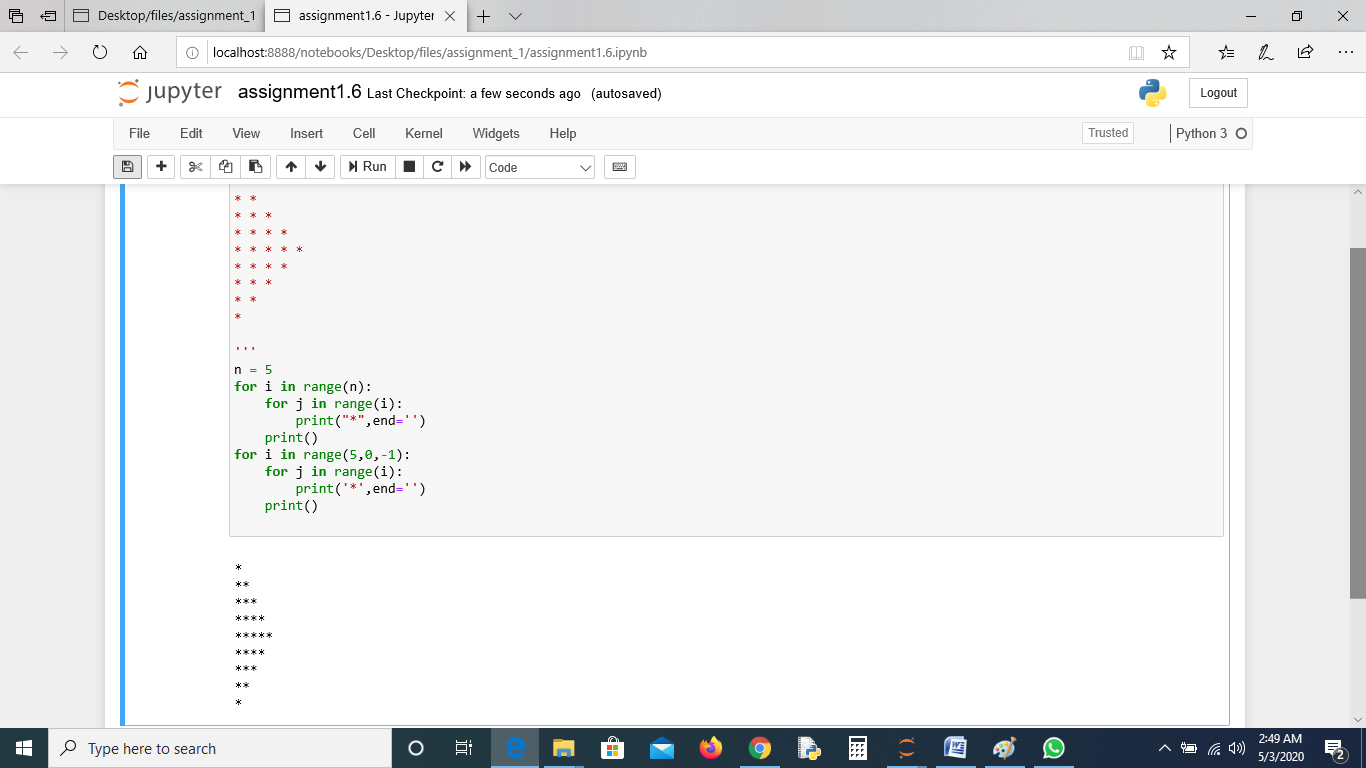 Desktop/files/assignment_1
assignment1.6 - Jupyter
localhost:8888/notebooks/Desktop/files/assignment_1/assignment1.6.ipynb
jupyter assignment1.6 Last Checkpoint: a few seconds ago (autosaved)
Logout
File Edit View Insert Cell Kernel Widgets Help
Trusted
Python 3
Run
Code
* *
* * *
* * * *
* * * * *
* * * *
* * *
* *
*
'''
n = 5
for i in range(n):
    for j in range(i):
        print("*",end='')
    print()
for i in range(5,0,-1):
    for j in range(i):
        print('*',end='')
    print()
*
**
***
****
*****
****
***
**
*
Type here to search
2:49 AM
5/3/2020
2